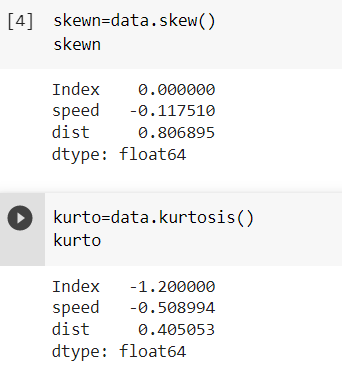 [4] skewn=data.skew()
skewn
Index    0.000000
speed   -0.117510
dist     0.806895
dtype: float64
kurto=data.kurtosis()
kurto
Index   -1.200000
speed   -0.508994
dist     0.405053
dtype: float64